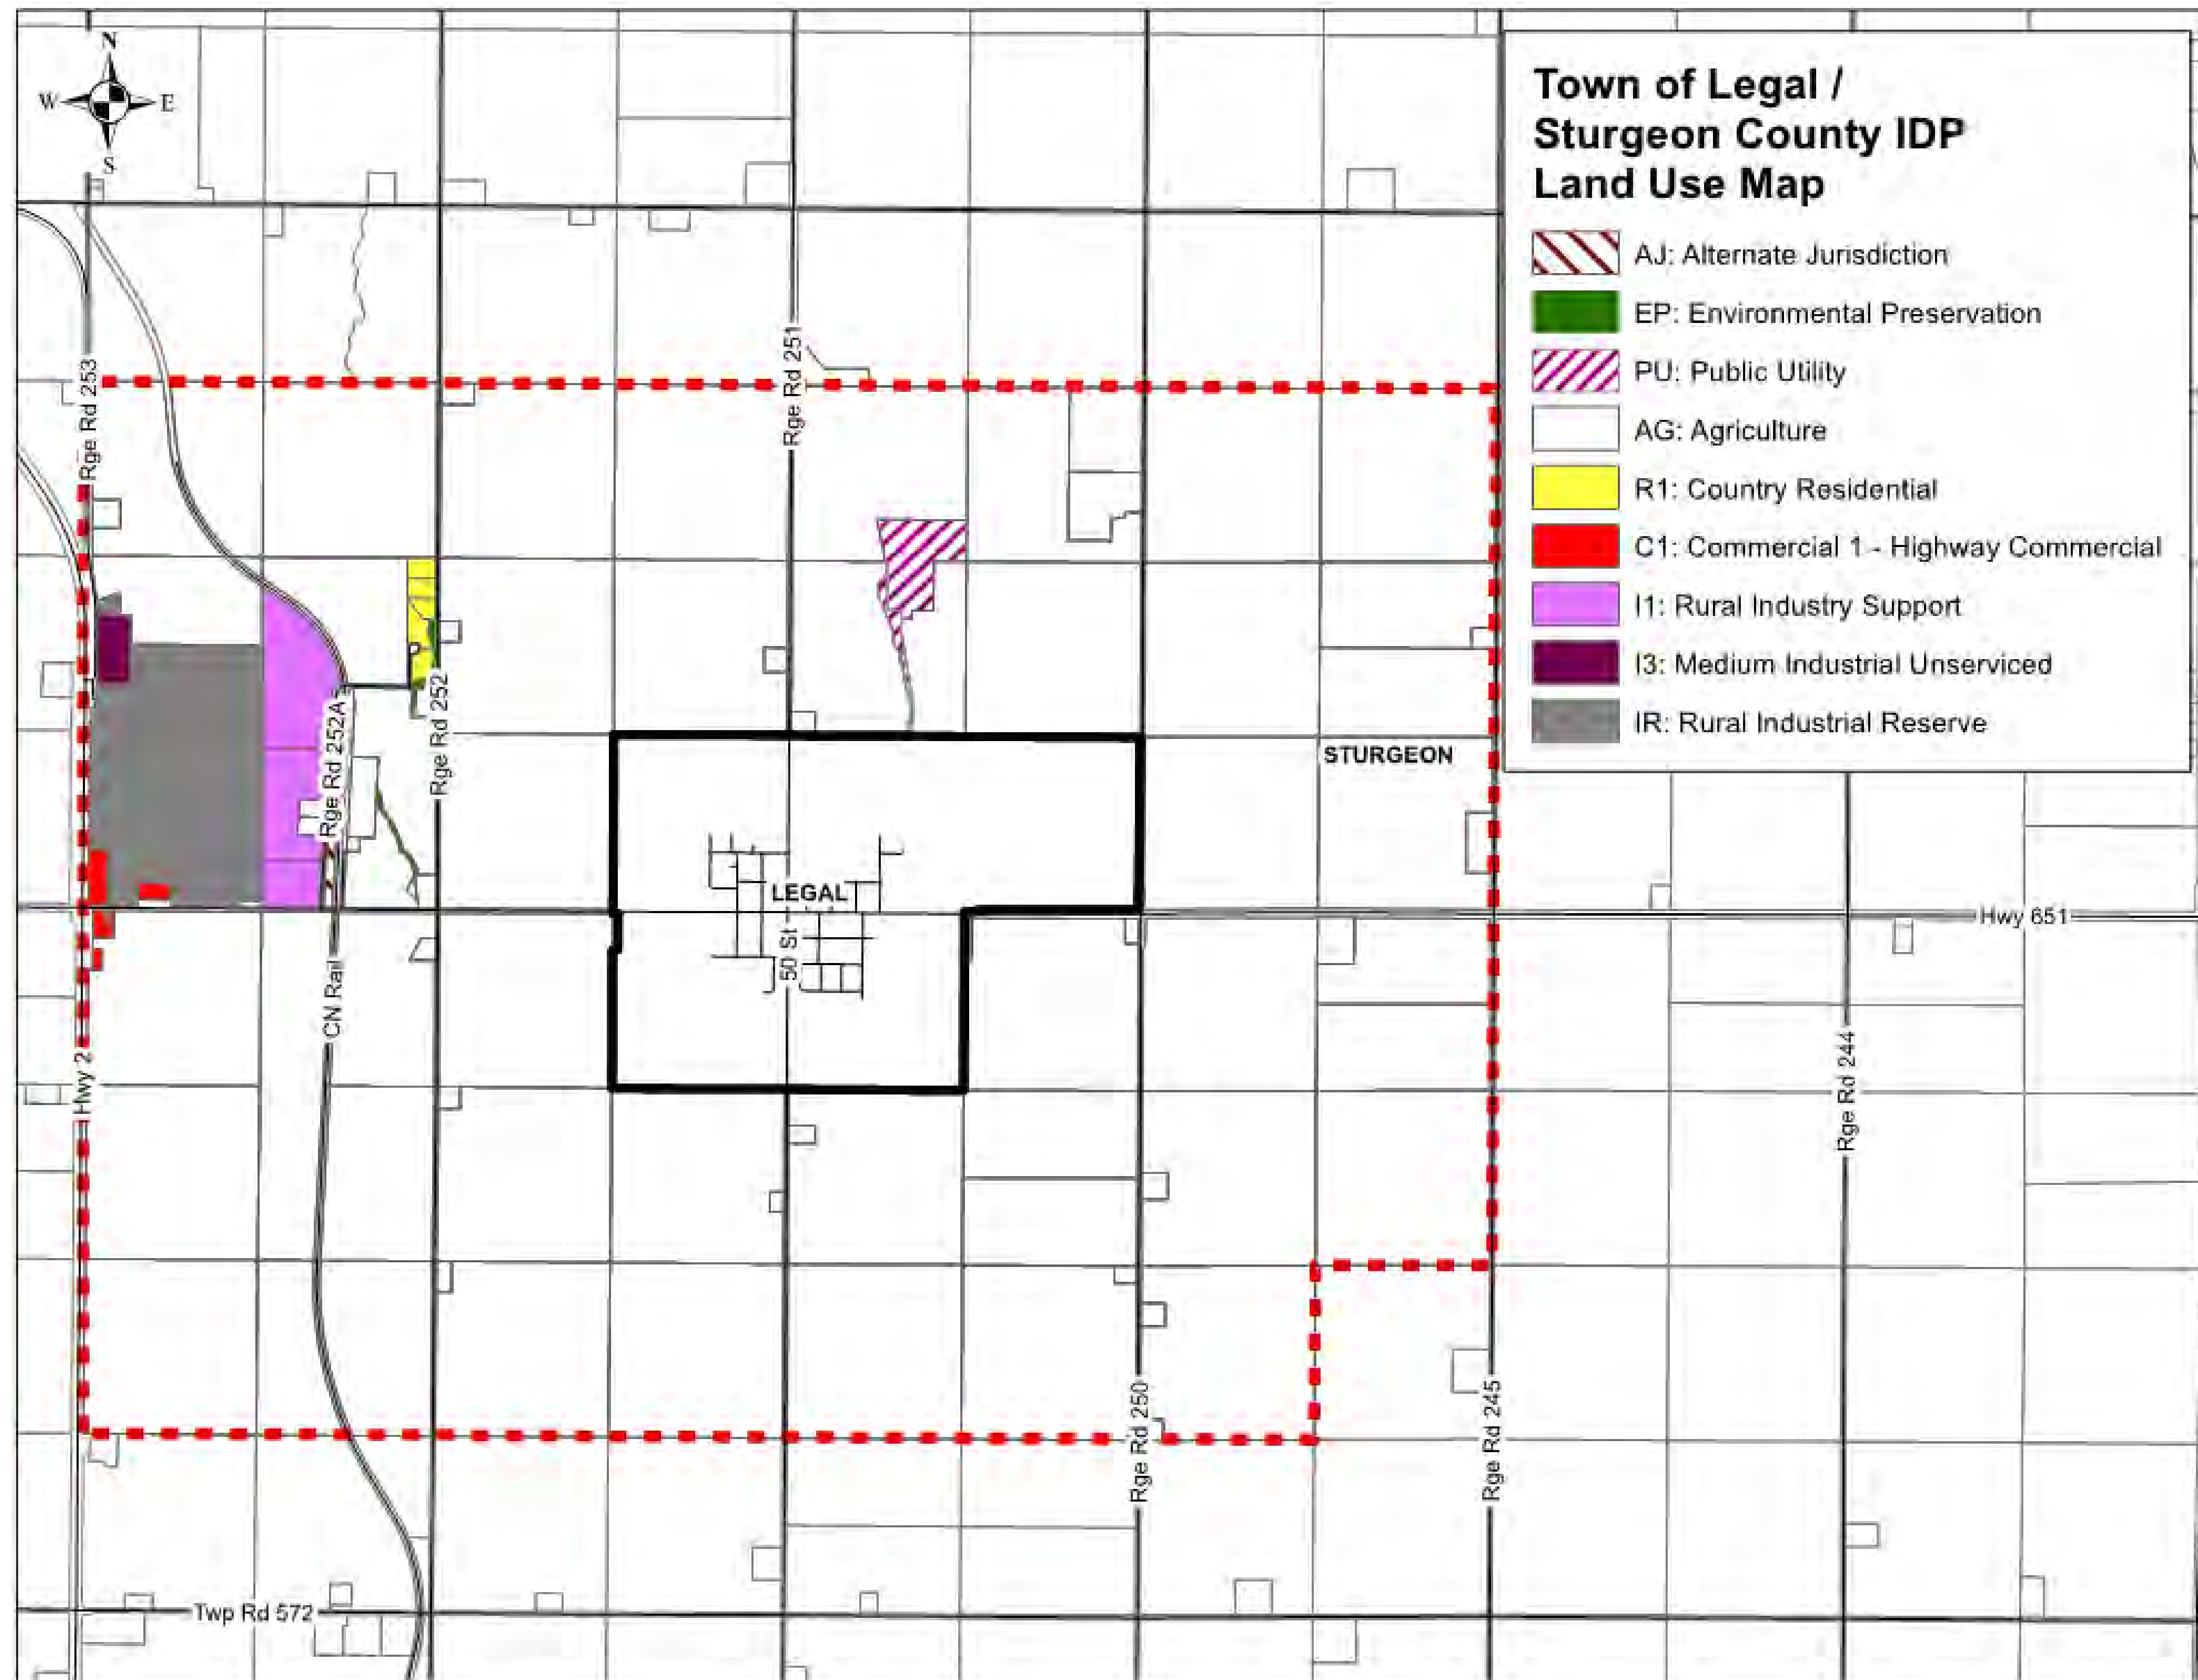 N
W E
S
Town of Legal /
Sturgeon County IDP
Land Use Map
AJ: Alternate Jurisdiction
EP: Environmental Preservation
PU: Public Utility
AG: Agriculture
R1: Country Residential
C1: Commercial 1 - Highway Commercial
I1: Rural Industry Support
I3: Medium Industrial Unserviced
IR: Rural Industrial Reserve
Rge Rd 253
Rge Rd 251
Rge Rd 252A
Rge Rd 252
STURGEON
LEGAL
50 St
Hwy 651
CN Rail
Hwy 2
Rge Rd 244
Rge Rd 250
Rge Rd 245
Twp Rd 572